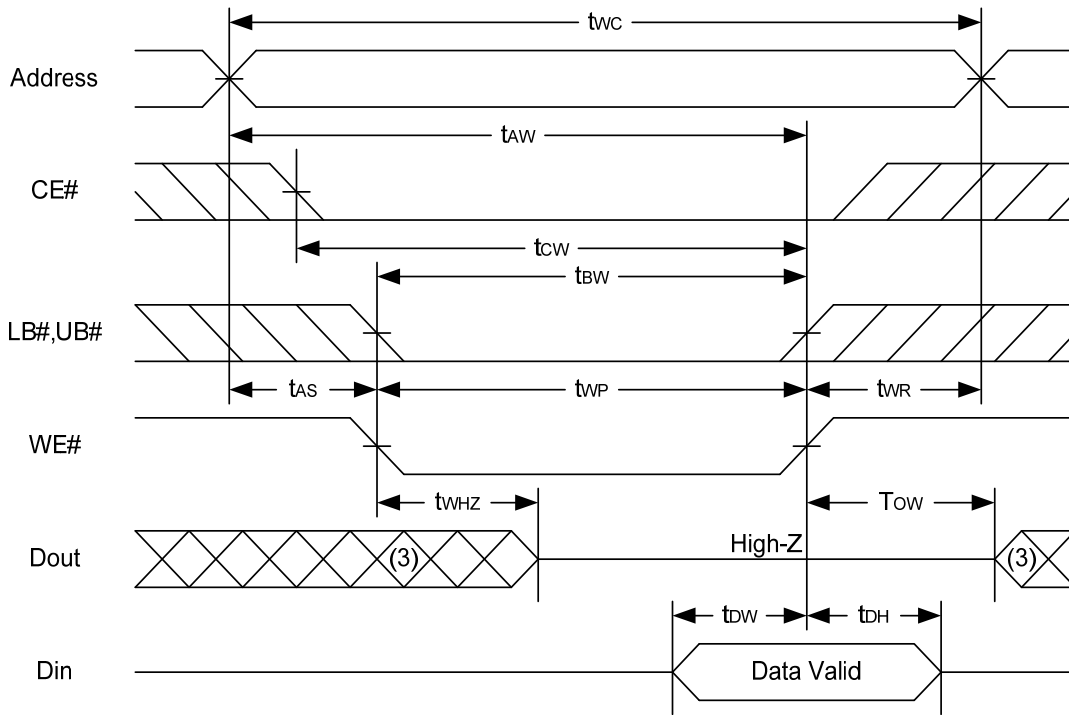 tWC
Address
tAW
CE#
tCW
tBW
LB#,UB#
tAS
tWP
tWR
WE#
tWHZ
TOW
Dout
(3)
High-Z
(3)
tDW
tDH
Din
Data Valid